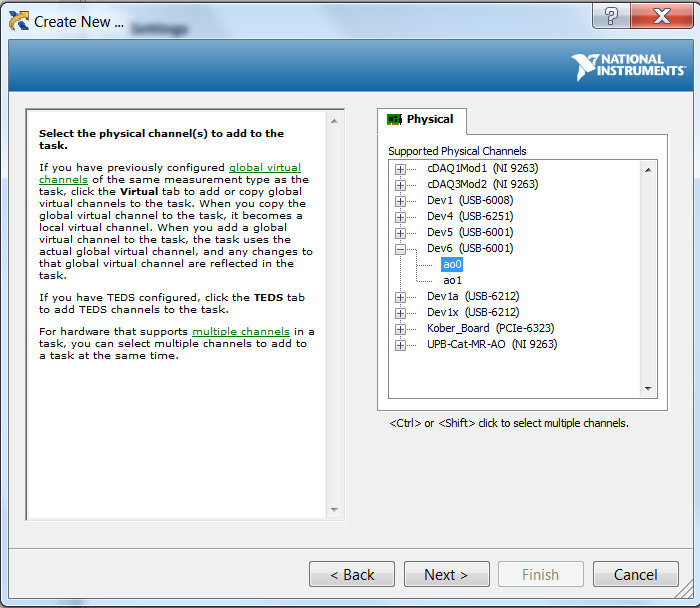 Create New ...
Settings
NATIONAL
INSTRUMENTS
Select the physical channel(s) to add to the
task.
If you have previously configured global virtual
channels of the same measurement type as the
task, click the Virtual tab to add or copy global
virtual channels to the task. When you copy the
global virtual channel to the task, it becomes a
local virtual channel. When you add a global
virtual channel to the task, the task uses the
actual global virtual channel, and any changes to
that global virtual channel are reflected in the
task.
If you have TEDS configured, click the TEDS tab
to add TEDS channels to the task.
For hardware that supports multiple channels in a
task, you can select multiple channels to add to
a task at the same time.
Physical
Supported Physical Channels
cDAQ1Mod1 (NI 9263)
cDAQ3Mod2 (NI 9263)
Dev1 (USB-6008)
Dev4 (USB-6251)
Dev5 (USB-6001)
Dev6 (USB-6001)
ao0
ao1
Dev1a (USB-6212)
Dev1x (USB-6212)
Kober_Board (PCIe-6323)
UPB-Cat-MR-AO (NI 9263)
<Ctrl> or <Shift> click to select multiple channels.
< Back
Next >
Finish
Cancel